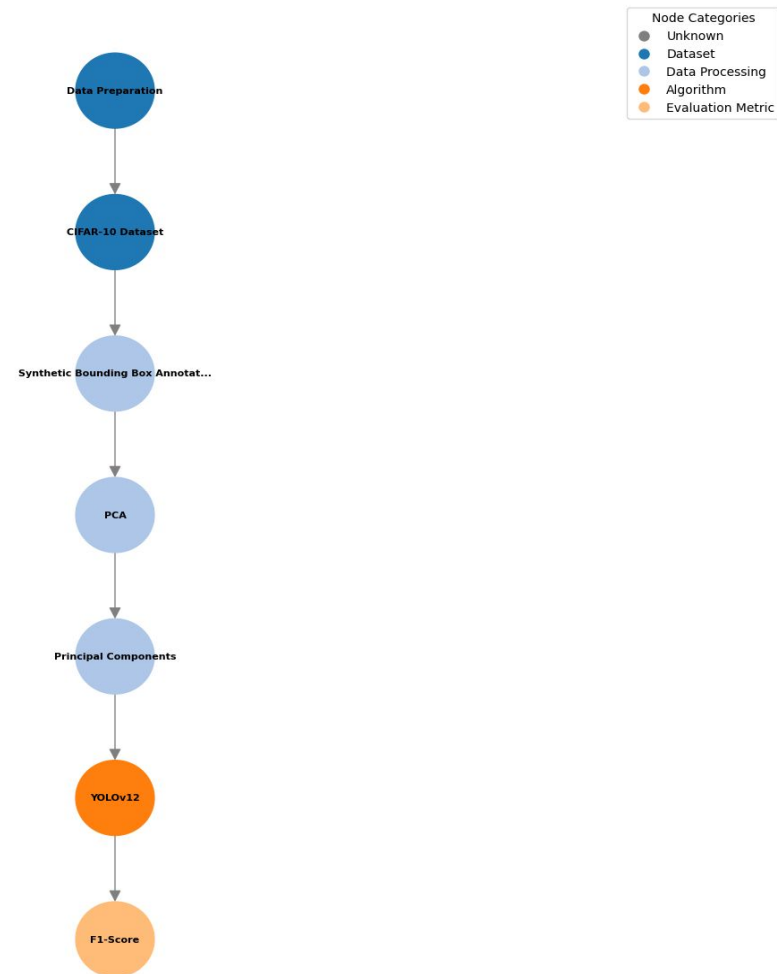 Node Categories
Unknown
Dataset
Data Processing
Algorithm
Evaluation Metric
Data Preparation
CIFAR-10 Dataset
Synthetic Bounding Box Annotat...
PCA
Principal Components
YOLOv12
F1-Score